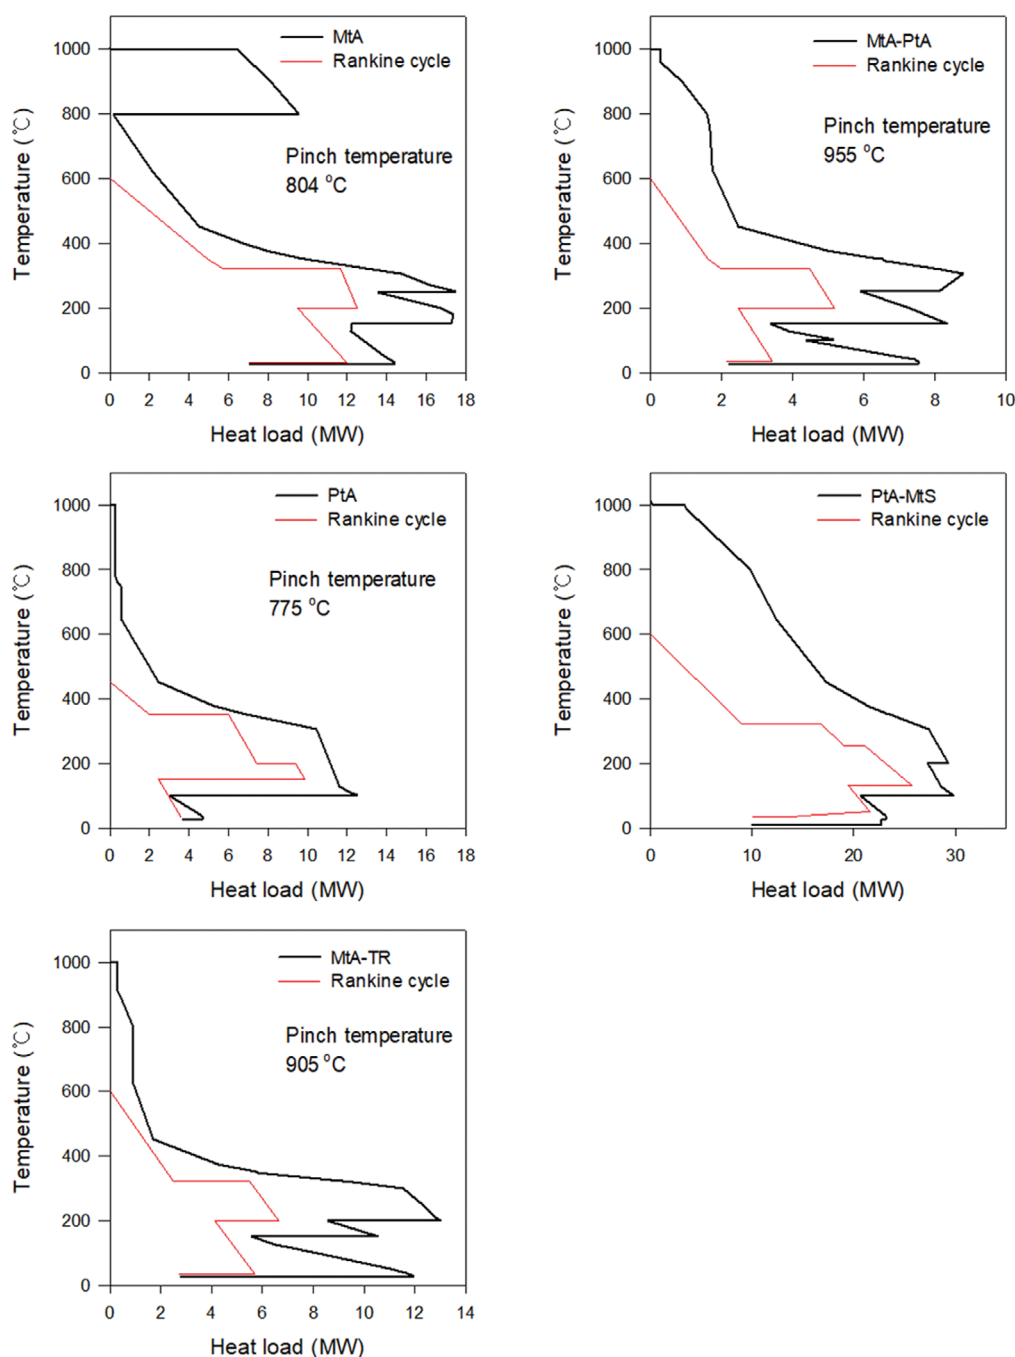 MtA
Rankine cycle
Pinch temperature
804 °C
Temperature (℃)
1000
800
600
400
200
0
0 2 4 6 8 10 12 14 16 18
Heat load (MW)
MtA-PtA
Rankine cycle
Pinch temperature
955 °C
Temperature (℃)
1000
800
600
400
200
0
0 2 4 6 8 10
Heat load (MW)
PtA
Rankine cycle
Pinch temperature
775 °C
Temperature (℃)
1000
800
600
400
200
0
0 2 4 6 8 10 12 14 16 18
Heat load (MW)
PtA-MtS
Rankine cycle
Temperature (℃)
1000
800
600
400
200
0
0 10 20 30
Heat load (MW)
MtA-TR
Rankine cycle
Pinch temperature
905 °C
Temperature (℃)
1000
800
600
400
200
0
0 2 4 6 8 10 12 14
Heat load (MW)